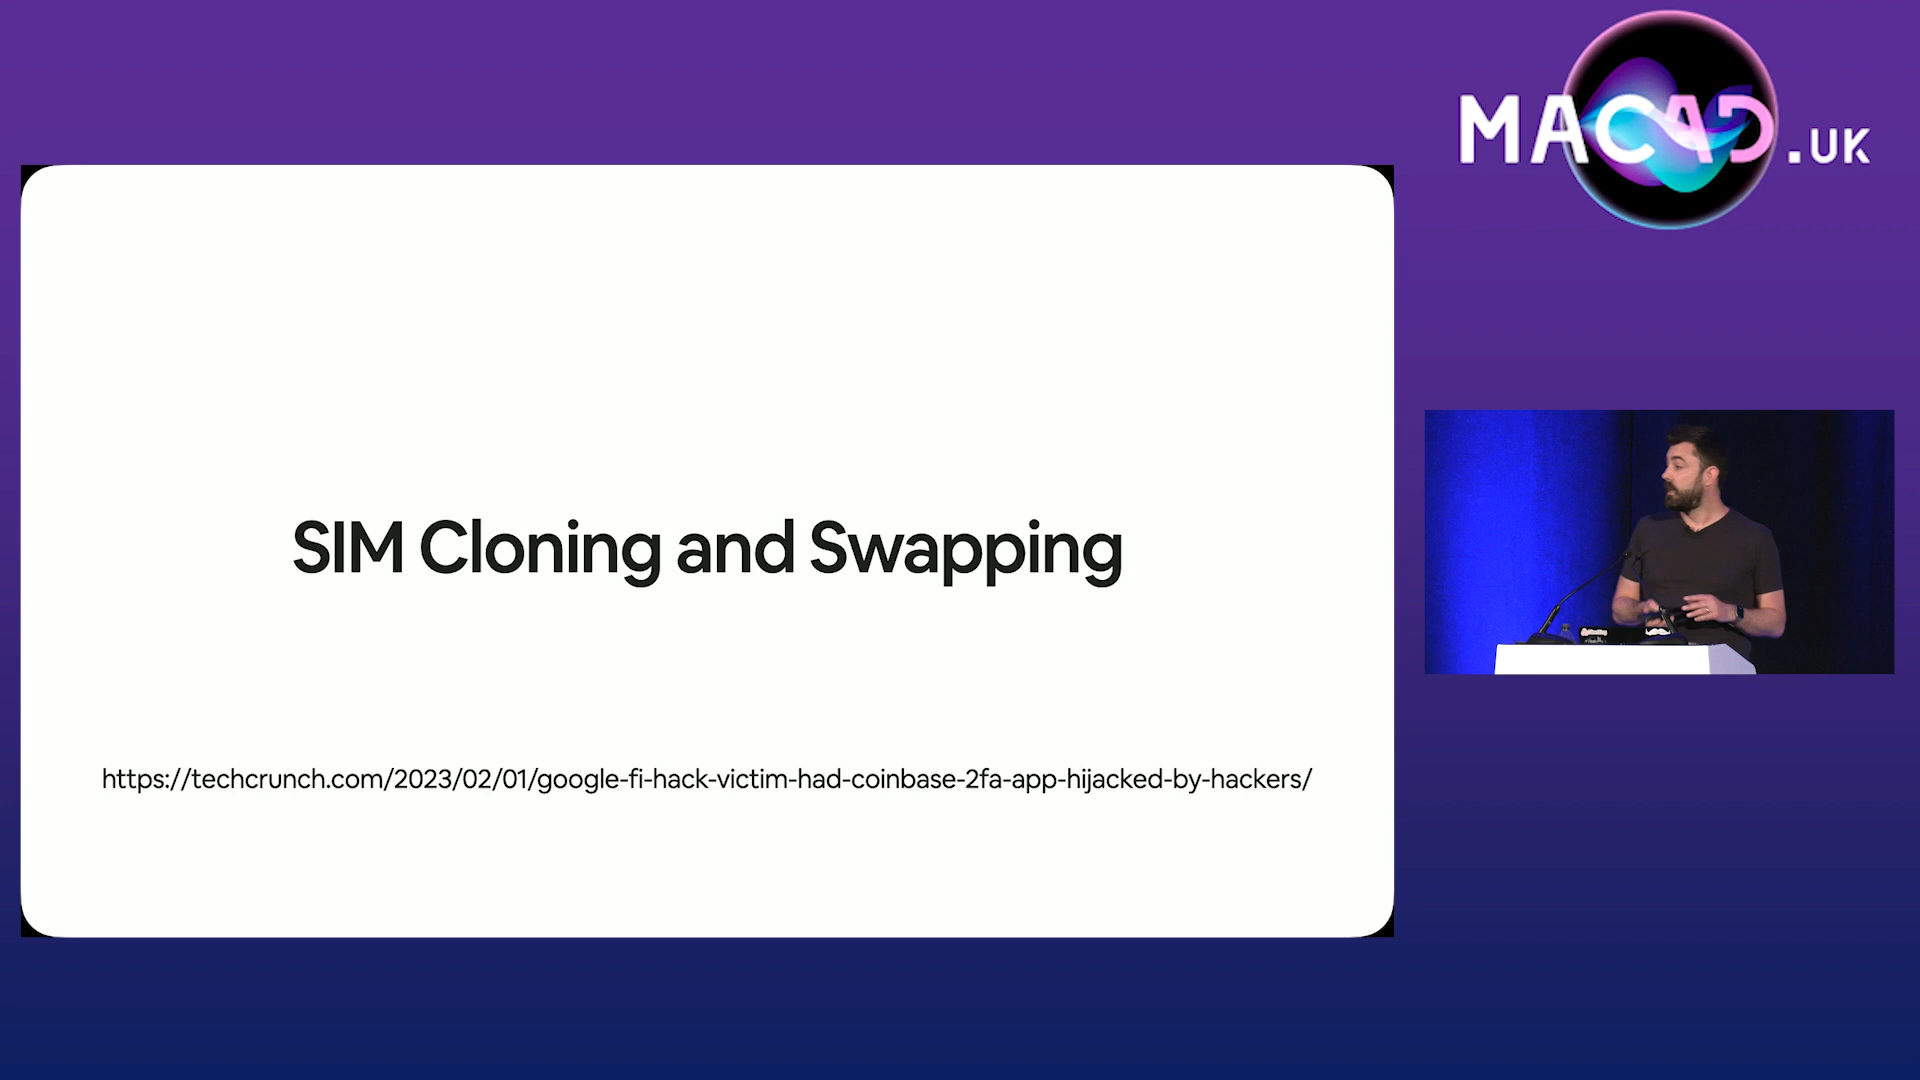 MACAD.UK
SIM Cloning and Swapping
https://techcrunch.com/2023/02/01/google-fi-hack-victim-had-coinbase-2fa-app-hijacked-by-hackers/